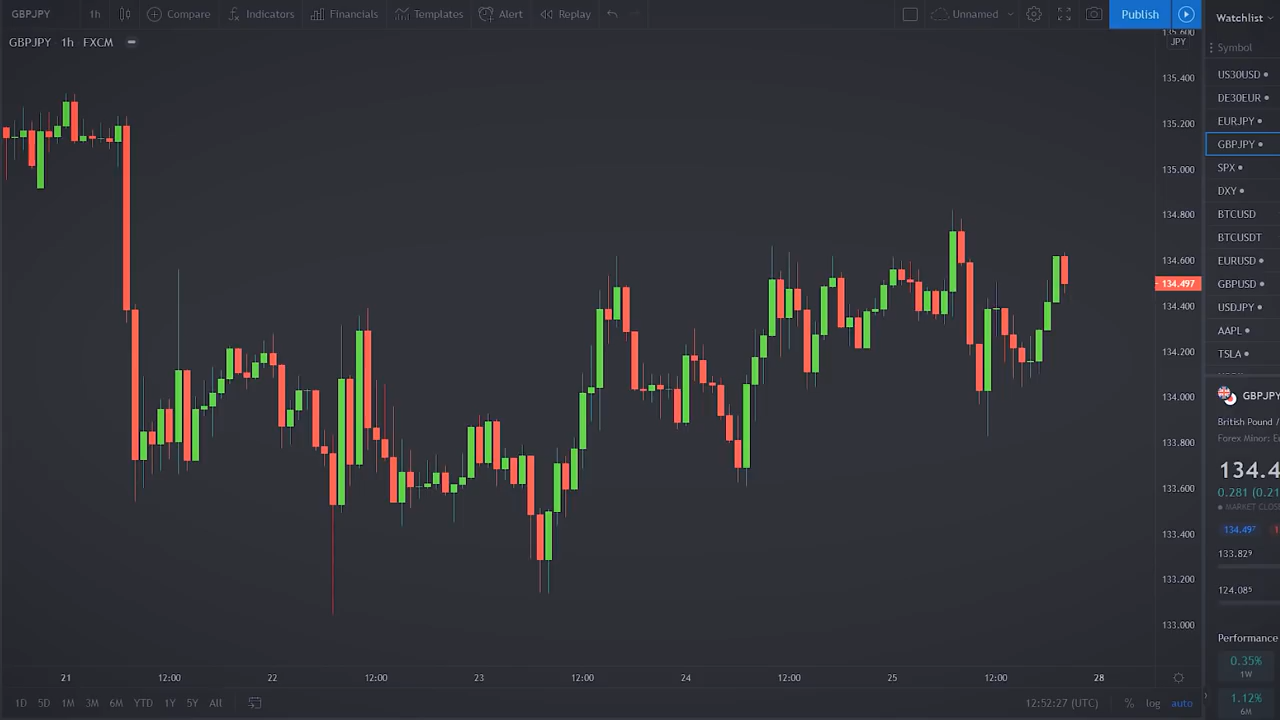 GBPJPY 1h Compare Indicators Financials Templates Alert Replay Unnamed Publish Watchlist
GBPJPY 1h FXCM
JPY
Symbol
US30USD
DE30EUR
EURJPY
GBPJPY
SPX
DXY
BTCUSD
BTCUSDT
EURUSD
GBPUSD
USDJPY
AAPL
TSLA
135.600
135.400
135.200
135.000
134.800
134.600
134.497
134.400
134.200
134.000
133.800
133.600
133.400
133.200
133.000
GBPJPY
British Pound /
Forex Minor:
134.4
0.281 (0.21
MARKET CLOS
134.497
133.829
124.085
Performance
0.35%
1W
1.12%
6M
21 12:00 22 12:00 23 12:00 24 12:00 25 12:00 28
1D 5D 1M 3M 6M YTD 1Y 5Y All 12:52:27 (UTC) % log auto